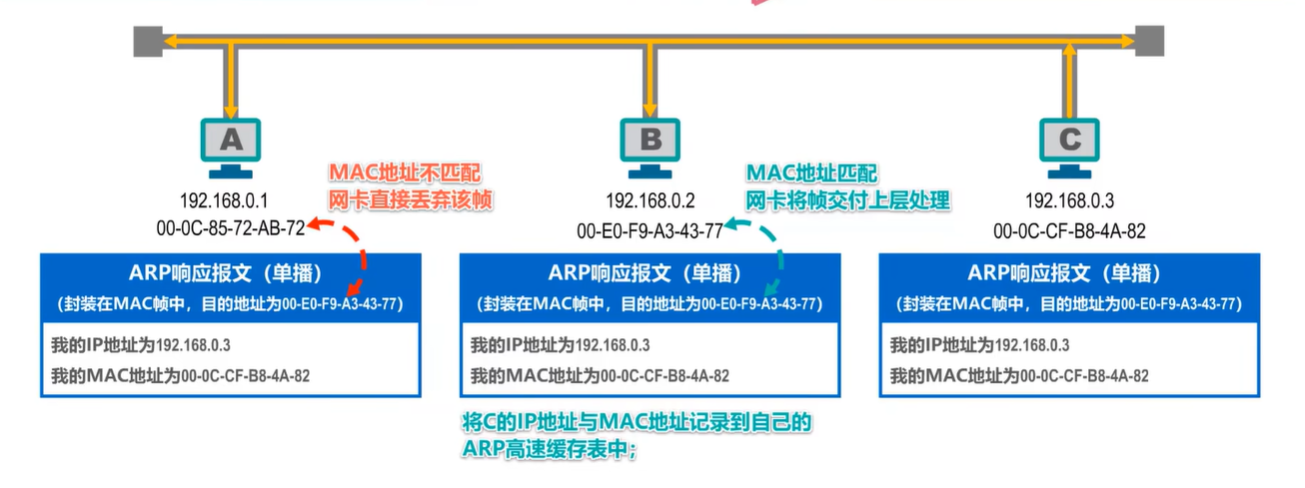 A
B
C
MAC地址不匹配
网卡直接丢弃该帧
MAC地址匹配
网卡将帧交付上层处理
192.168.0.1
00-0C-85-72-AB-72
192.168.0.2
00-E0-F9-A3-43-77
192.168.0.3
00-0C-CF-B8-4A-82
ARP响应报文（单播）
（封装在MAC帧中，目的地址为00-E0-F9-A3-43-77）
我的IP地址为192.168.0.3
我的MAC地址为00-0C-CF-B8-4A-82
ARP响应报文（单播）
（封装在MAC帧中，目的地址为00-E0-F9-A3-43-77）
我的IP地址为192.168.0.3
我的MAC地址为00-0C-CF-B8-4A-82
ARP响应报文（单播）
（封装在MAC帧中，目的地址为00-E0-F9-A3-43-77）
我的IP地址为192.168.0.3
我的MAC地址为00-0C-CF-B8-4A-82
将C的IP地址与MAC地址记录到自己的
ARP高速缓存表中；